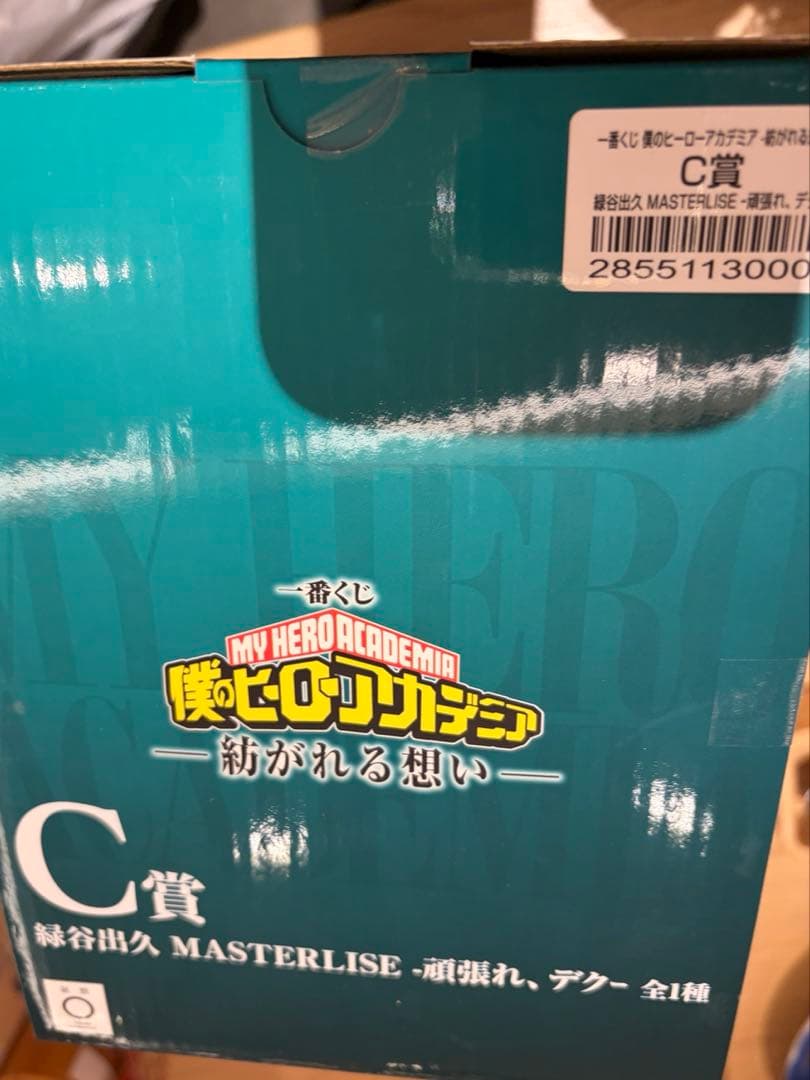 一番くじ 僕のヒーローアカデミア -紡がれる
C賞
緑谷出久 MASTERLISE -頑張れ、デ
2855113000
MY HERO
ACADEMI
一番くじ
MY HERO ACADEMIA
僕のヒーローアカデミア
紡がれる想い
C賞
緑谷出久 MASTERLISE -頑張れ、デク- 全1種